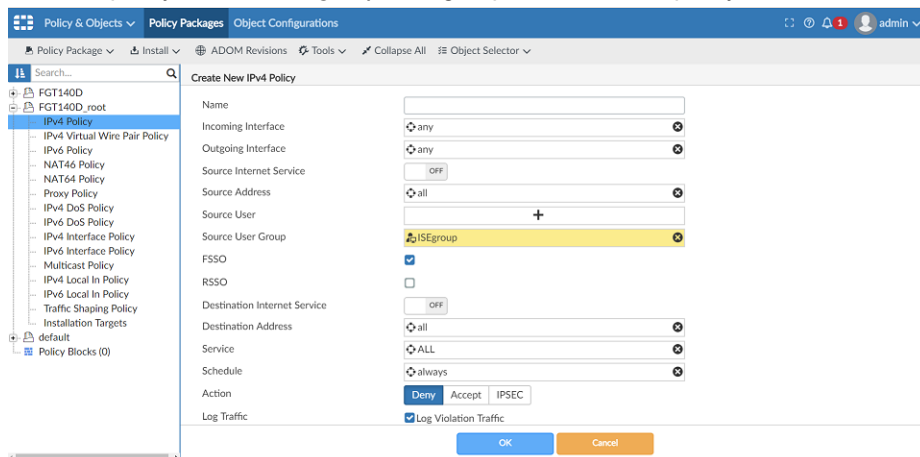 Policy & Objects Policy Packages Object Configurations 1 admin
Policy Package Install ADOM Revisions Tools Collapse All Object Selector
Search...
Create New IPv4 Policy
FGT140D
FGT140D_root
IPv4 Policy
IPv4 Virtual Wire Pair Policy
IPv6 Policy
NAT46 Policy
NAT64 Policy
Proxy Policy
IPv4 DoS Policy
IPv6 DoS Policy
IPv4 Interface Policy
IPv6 Interface Policy
Multicast Policy
IPv4 Local In Policy
IPv6 Local In Policy
Traffic Shaping Policy
Installation Targets
default
Policy Blocks (0)
Name
Incoming Interface any
Outgoing Interface any
Source Internet Service OFF
Source Address all
Source User +
Source User Group ISEgroup
FSSO
RSSO
Destination Internet Service OFF
Destination Address all
Service ALL
Schedule always
Action Deny Accept IPSEC
Log Traffic Log Violation Traffic
OK Cancel